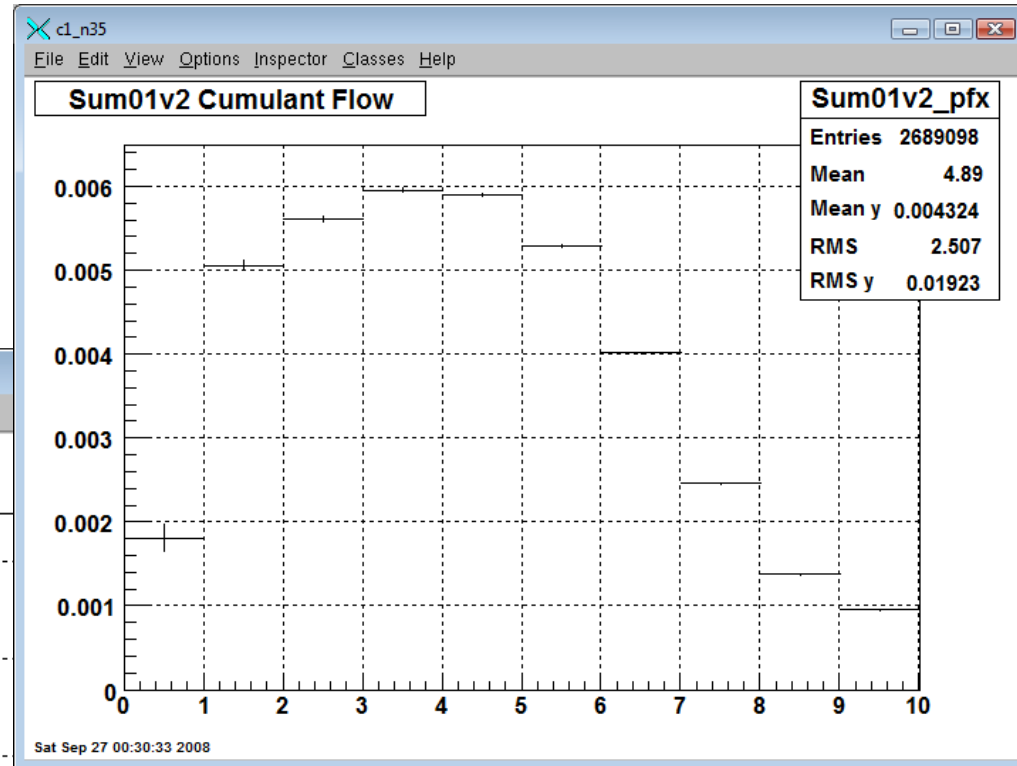 c1_n35
File Edit View Options Inspector Classes Help
Sum01v2 Cumulant Flow
Sum01v2_pfx
Entries 2689098
Mean 4.89
Mean y 0.004324
RMS 2.507
RMS y 0.01923
0.006
0.005
0.004
0.003
0.002
0.001
0
0 1 2 3 4 5 6 7 8 9 10
Sat Sep 27 00:30:33 2008